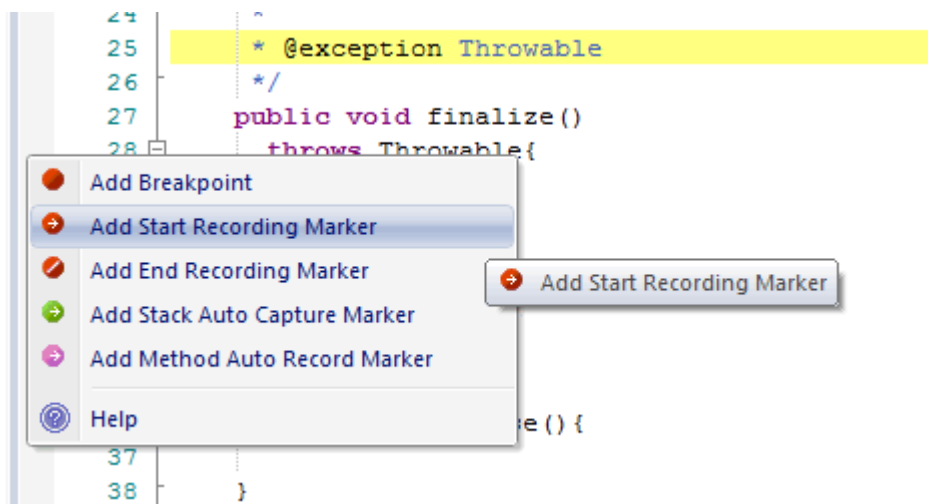 24 *
25 * @exception Throwable
26 */
27 public void finalize()
28 throws Throwable{
Add Breakpoint
Add Start Recording Marker
Add End Recording Marker
Add Start Recording Marker
Add Stack Auto Capture Marker
Add Method Auto Record Marker
Help
e(){
37
38 }